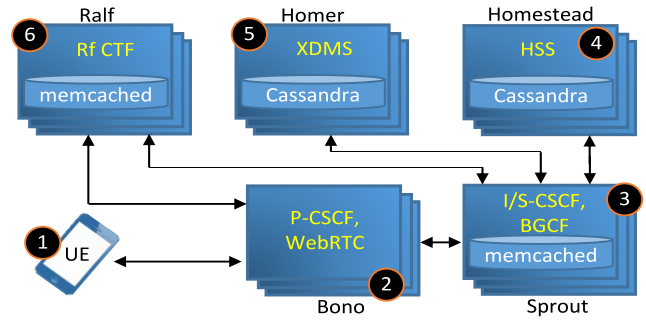 Ralf
Homer
Homestead
6
Rf CTF
memcached
5
XDMS
Cassandra
4
HSS
Cassandra
1
UE
P-CSCF,
WebRTC
2
Bono
I/S-CSCF,
BGCF
3
memcached
Sprout